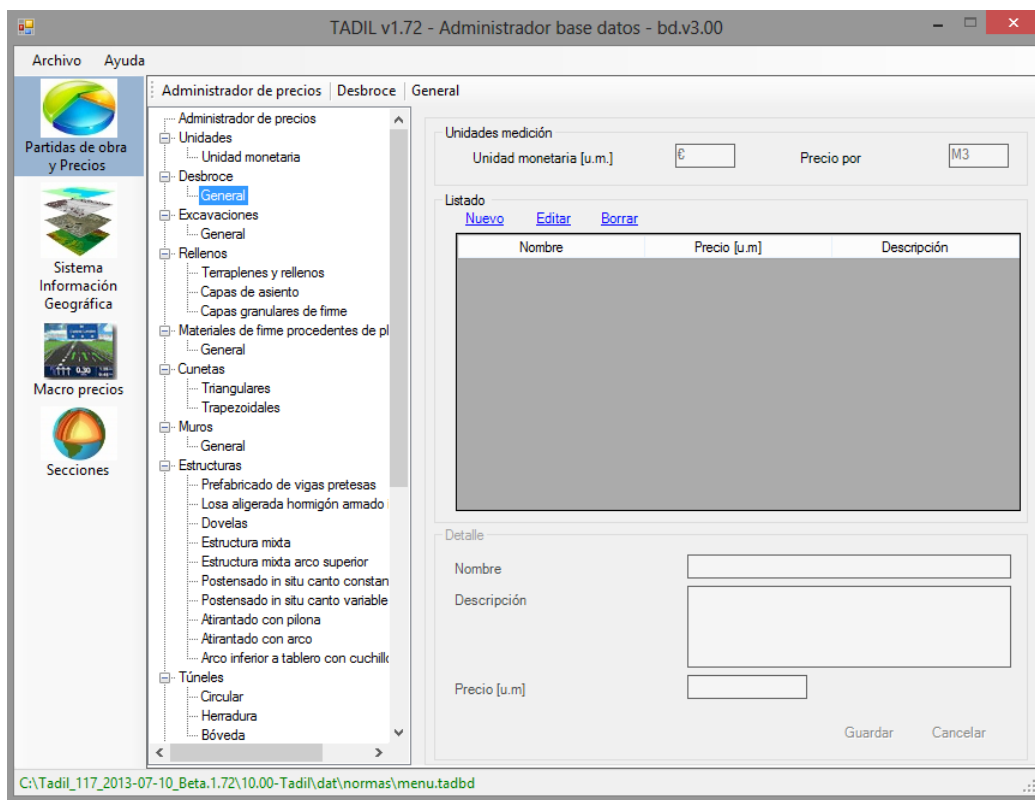 TADIL v1.72 - Administrador base datos - bd.v3.00
Archivo Ayuda
Partidas de obra
y Precios
Sistema
Información
Geográfica
Macro precios
Secciones
Administrador de precios Desbroce General
Administrador de precios
Unidades
Unidad monetaria
Desbroce
General
Excavaciones
General
Rellenos
Terraplenes y rellenos
Capas de asiento
Capas granulares de firme
Materiales de firme procedentes de pl
General
Cunetas
Triangulares
Trapezoidales
Muros
General
Estructuras
Prefabricado de vigas pretesas
Losa aligerada hormigón armado
Dovelas
Estructura mixta
Estructura mixta arco superior
Postensado in situ canto constan
Postensado in situ canto variable
Atirantado con pilona
Atirantado con arco
Arco inferior a tablero con cuchill
Túneles
Circular
Herradura
Bóveda
Unidades medición
Unidad monetaria [u.m.] € Precio por M3
Listado
Nuevo Editar Borrar
Nombre Precio [u.m] Descripción
Detalle
Nombre
Descripción
Precio [u.m]
Guardar Cancelar
C:\Tadil_117_2013-07-10_Beta.1.72\10.00-Tadil\dat\normas\menu.tadbd